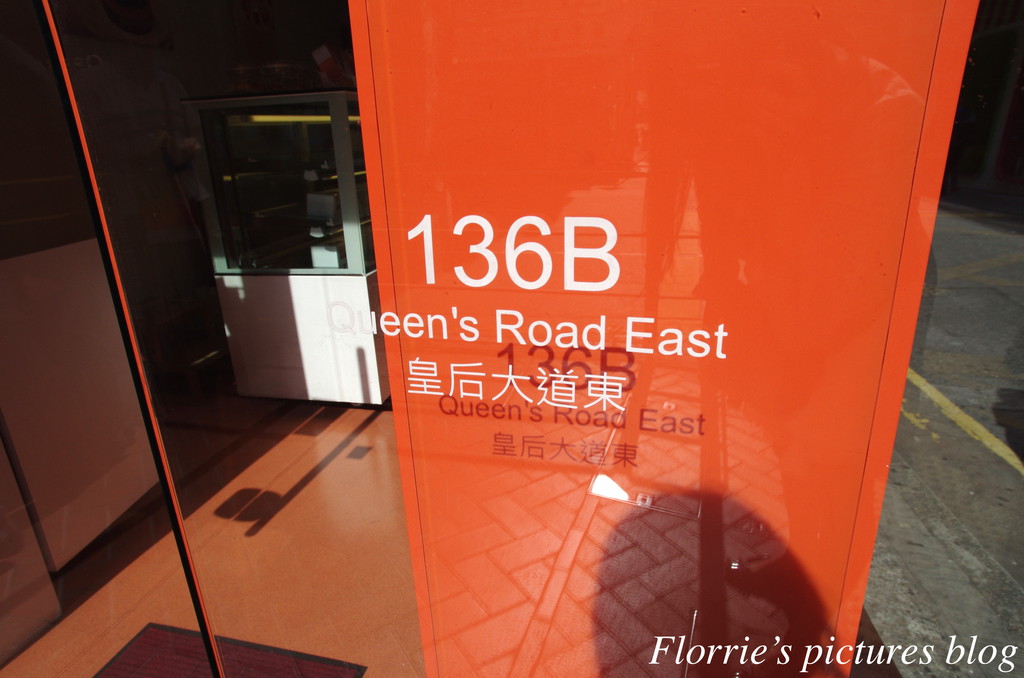 136B
Queen's Road East
皇后大道東
136B
Queen's Road East
皇后大道東
Florrie's pictures blog